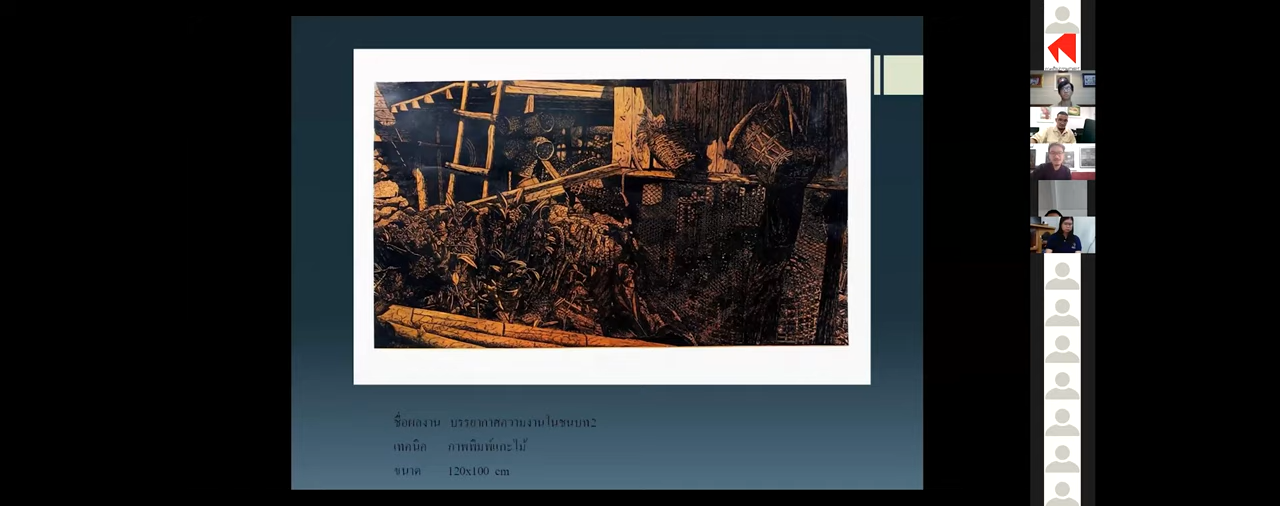 ชื่อผลงาน บรรยากาศความงามในชนบท2
เทคนิค ภาพพิมพ์แกะไม้
ขนาด 120x100 cm